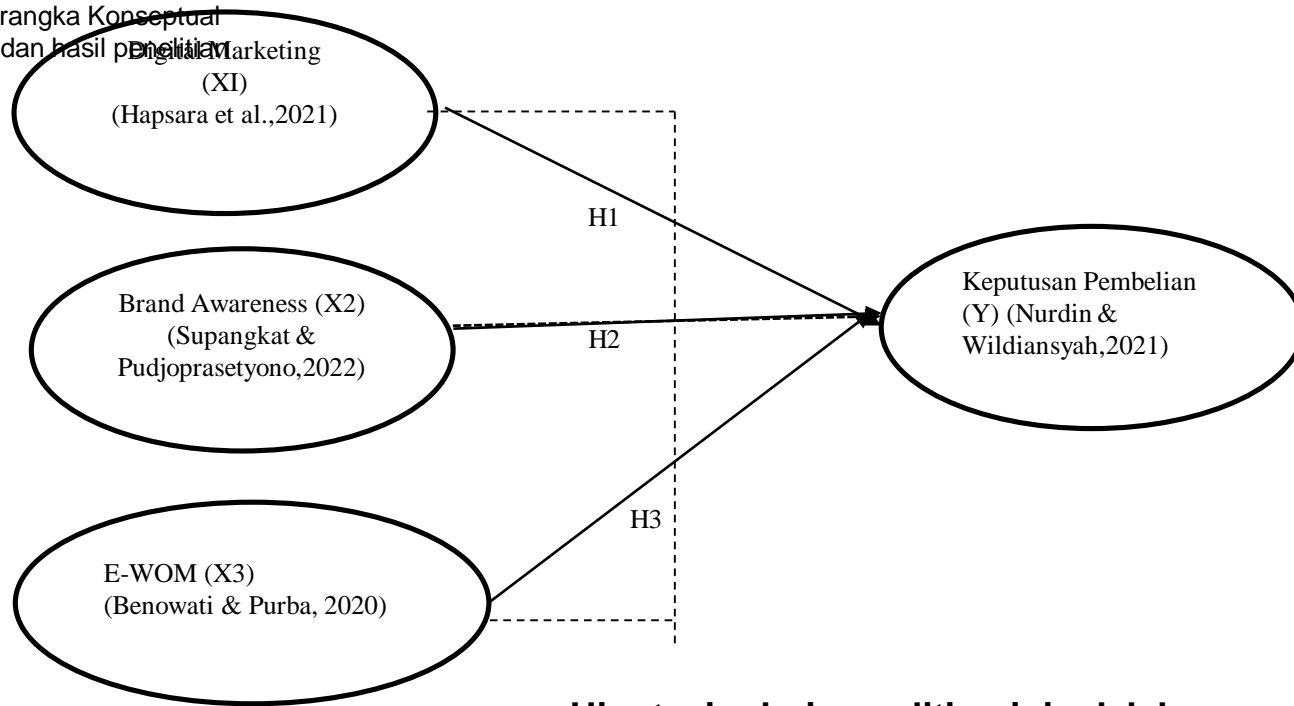 rangka Konseptual
dan hasil penelitian
Digital Marketing
(XI)
(Hapsara et al.,2021)
H1
Brand Awareness (X2)
(Supangkat &
Pudjoprasetyono,2022)
H2
Keputusan Pembelian
(Y) (Nurdin &
Wildiansyah,2021)
H3
E-WOM (X3)
(Benowati & Purba, 2020)